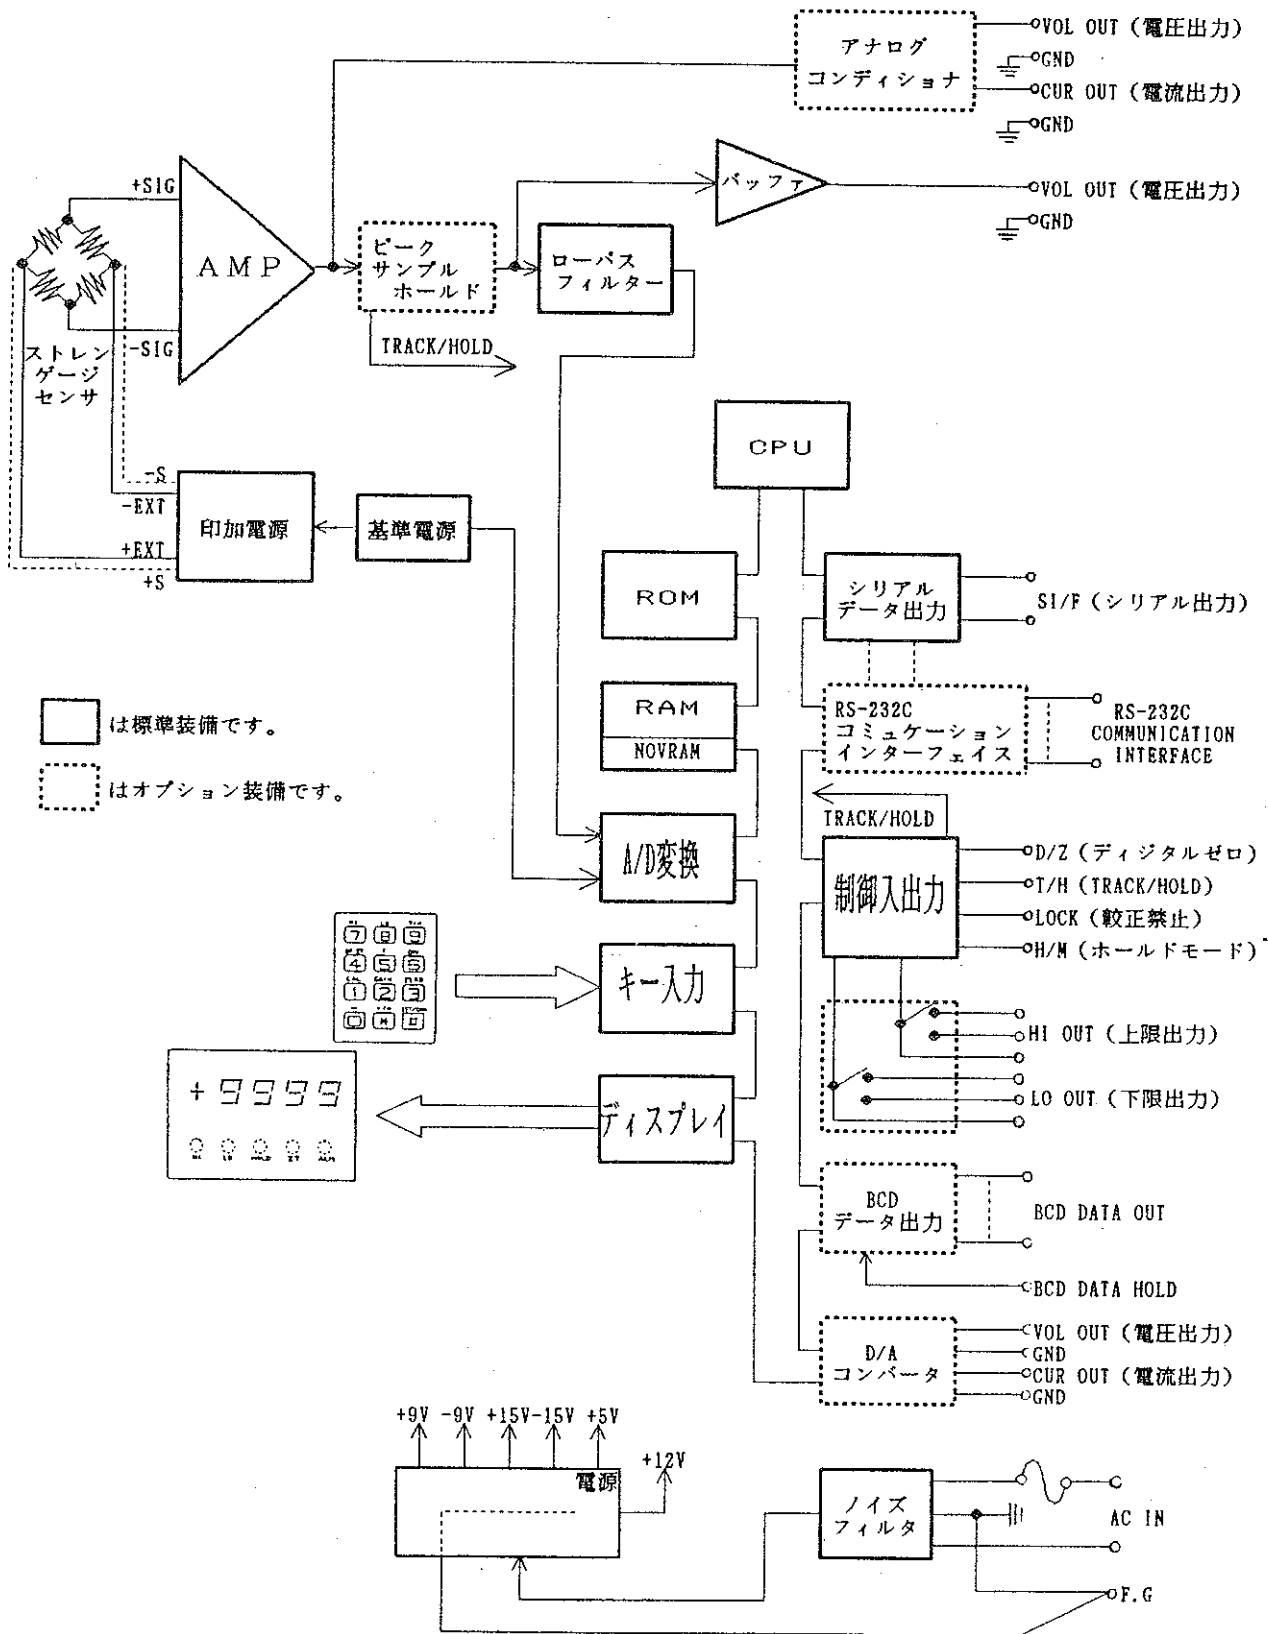 アナログ
コンディショナ
VOL OUT (電圧出力)
GND
CUR OUT (電流出力)
GND
バッファ
VOL OUT (電圧出力)
GND
+SIG
AMP
-SIG
ストレン
ゲージ
センサ
ピーク
サンプル
ホールド
TRACK/HOLD
ローパス
フィルター
CPU
-S
-EXT
+EXT
+S
印加電源
基準電源
ROM
シリアル
データ出力
SI/F (シリアル出力)
RAM
NOVRAM
RS-232C
コミュケーション
インターフェイス
RS-232C
COMMUNICATION
INTERFACE
は標準装備です。
はオプション装備です。
TRACK/HOLD
A/D変換
制御入出力
D/Z (ディジタルゼロ)
T/H (TRACK/HOLD)
LOCK (較正禁止)
H/M (ホールドモード)
7 8 9
4 5 6
1 2 3
キー入力
HI OUT (上限出力)
LO OUT (下限出力)
+9999
ディスプレイ
BCD
データ出力
BCD DATA OUT
BCD DATA HOLD
D/A
コンバータ
VOL OUT (電圧出力)
GND
CUR OUT (電流出力)
GND
+9V -9V +15V -15V +5V
+12V
電源
ノイズ
フィルタ
AC IN
F.G